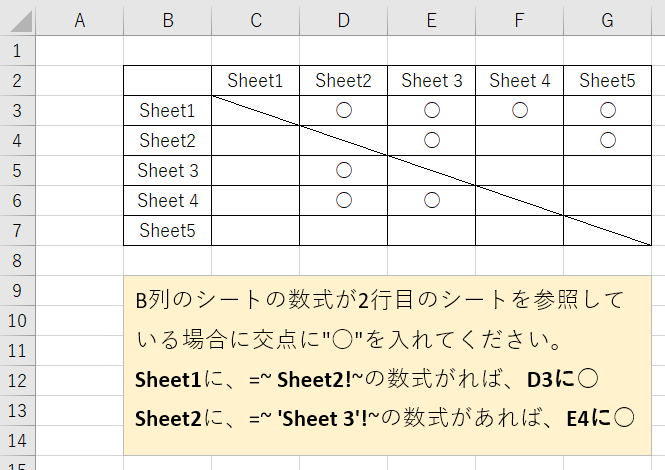 A B C D E F G
1
2 Sheet1 Sheet2 Sheet 3 Sheet 4 Sheet5
3 Sheet1 ○ ○ ○ ○
4 Sheet2 ○ ○
5 Sheet 3 ○
6 Sheet 4 ○ ○
7 Sheet5
8
9
10
11
12
13
14
15
B列のシートの数式が2行目のシートを参照して
いる場合に交点に"○"を入れてください。
Sheet1に、=~ Sheet2!~の数式がれば、D3に○
Sheet2に、=~ 'Sheet 3'!~の数式があれば、E4に○